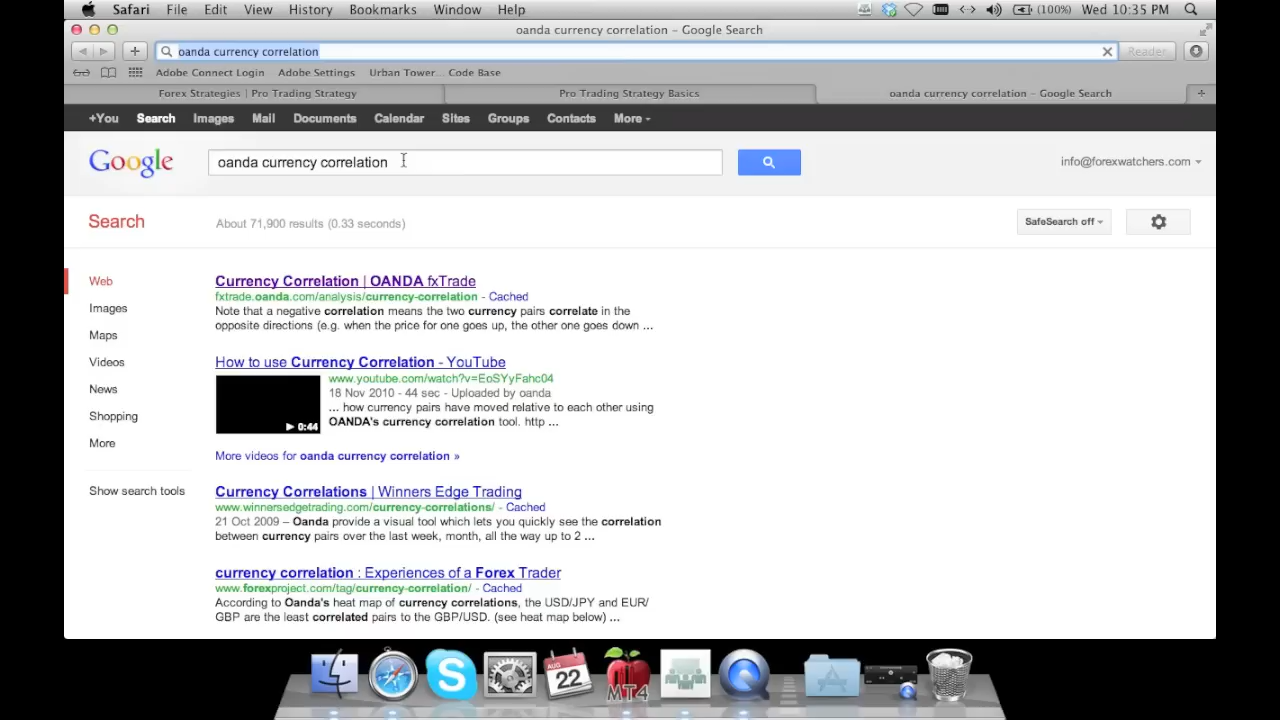 Safari File Edit View History Bookmarks Window Help (100%) Wed 10:35 PM
oanda currency correlation – Google Search
oanda currency correlation Reader
Adobe Connect Login Adobe Settings Urban Tower... Code Base
Forex Strategies | Pro Trading Strategy Pro Trading Strategy Basics oanda currency correlation – Google Search
+You Search Images Mail Documents Calendar Sites Groups Contacts More
Google oanda currency correlation info@forexwatchers.com
Search About 71,900 results (0.33 seconds) SafeSearch off
Web
Images
Maps
Videos
News
Shopping
More
Show search tools
Currency Correlation | OANDA fxTrade
fxtrade.oanda.com/analysis/currency-correlation - Cached
Note that a negative correlation means the two currency pairs correlate in the
opposite directions (e.g. when the price for one goes up, the other one goes down ...
How to use Currency Correlation - YouTube
www.youtube.com/watch?v=EoSYyFahc04
18 Nov 2010 - 44 sec - Uploaded by oanda
... how currency pairs have moved relative to each other using
OANDA's currency correlation tool. http ...
0:44
More videos for oanda currency correlation »
Currency Correlations | Winners Edge Trading
www.winnersedgetrading.com/currency-correlations/ - Cached
21 Oct 2009 – Oanda provide a visual tool which lets you quickly see the correlation
between currency pairs over the last week, month, all the way up to 2 ...
currency correlation : Experiences of a Forex Trader
www.forexproject.com/tag/currency-correlation/ - Cached
According to Oanda's heat map of currency correlations, the USD/JPY and EUR/
GBP are the least correlated pairs to the GBP/USD. (see heat map below) ...
AUG
22
MT4